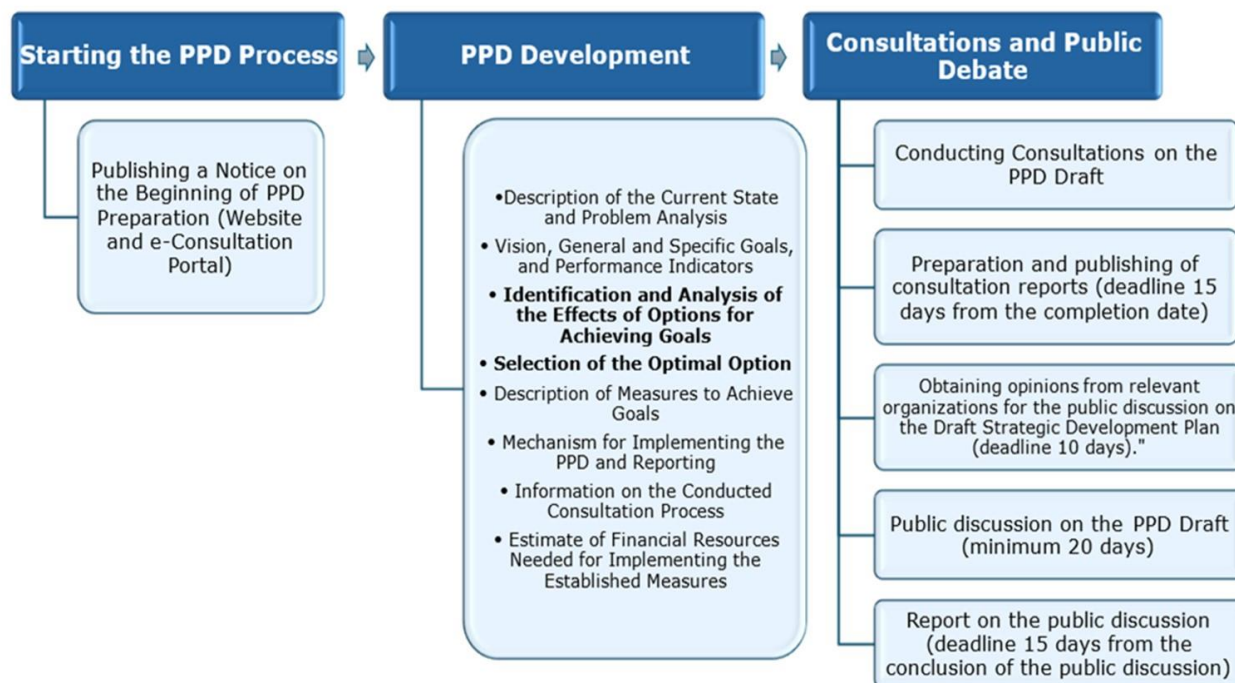 Starting the PPD Process
Publishing a Notice on
the Beginning of PPD
Preparation (Website
and e-Consultation
Portal)
PPD Development
•Description of the Current State
and Problem Analysis
• Vision, General and Specific Goals,
and Performance Indicators
• Identification and Analysis of
the Effects of Options for
Achieving Goals
• Selection of the Optimal Option
• Description of Measures to Achieve
Goals
• Mechanism for Implementing the
PPD and Reporting
• Information on the Conducted
Consultation Process
• Estimate of Financial Resources
Needed for Implementing the
Established Measures
Consultations and Public
Debate
Conducting Consultations on the
PPD Draft
Preparation and publishing of
consultation reports (deadline 15
days from the completion date)
Obtaining opinions from relevant
organizations for the public discussion on
the Draft Strategic Development Plan
(deadline 10 days)."
Public discussion on the PPD Draft
(minimum 20 days)
Report on the public discussion
(deadline 15 days from the
conclusion of the public discussion)